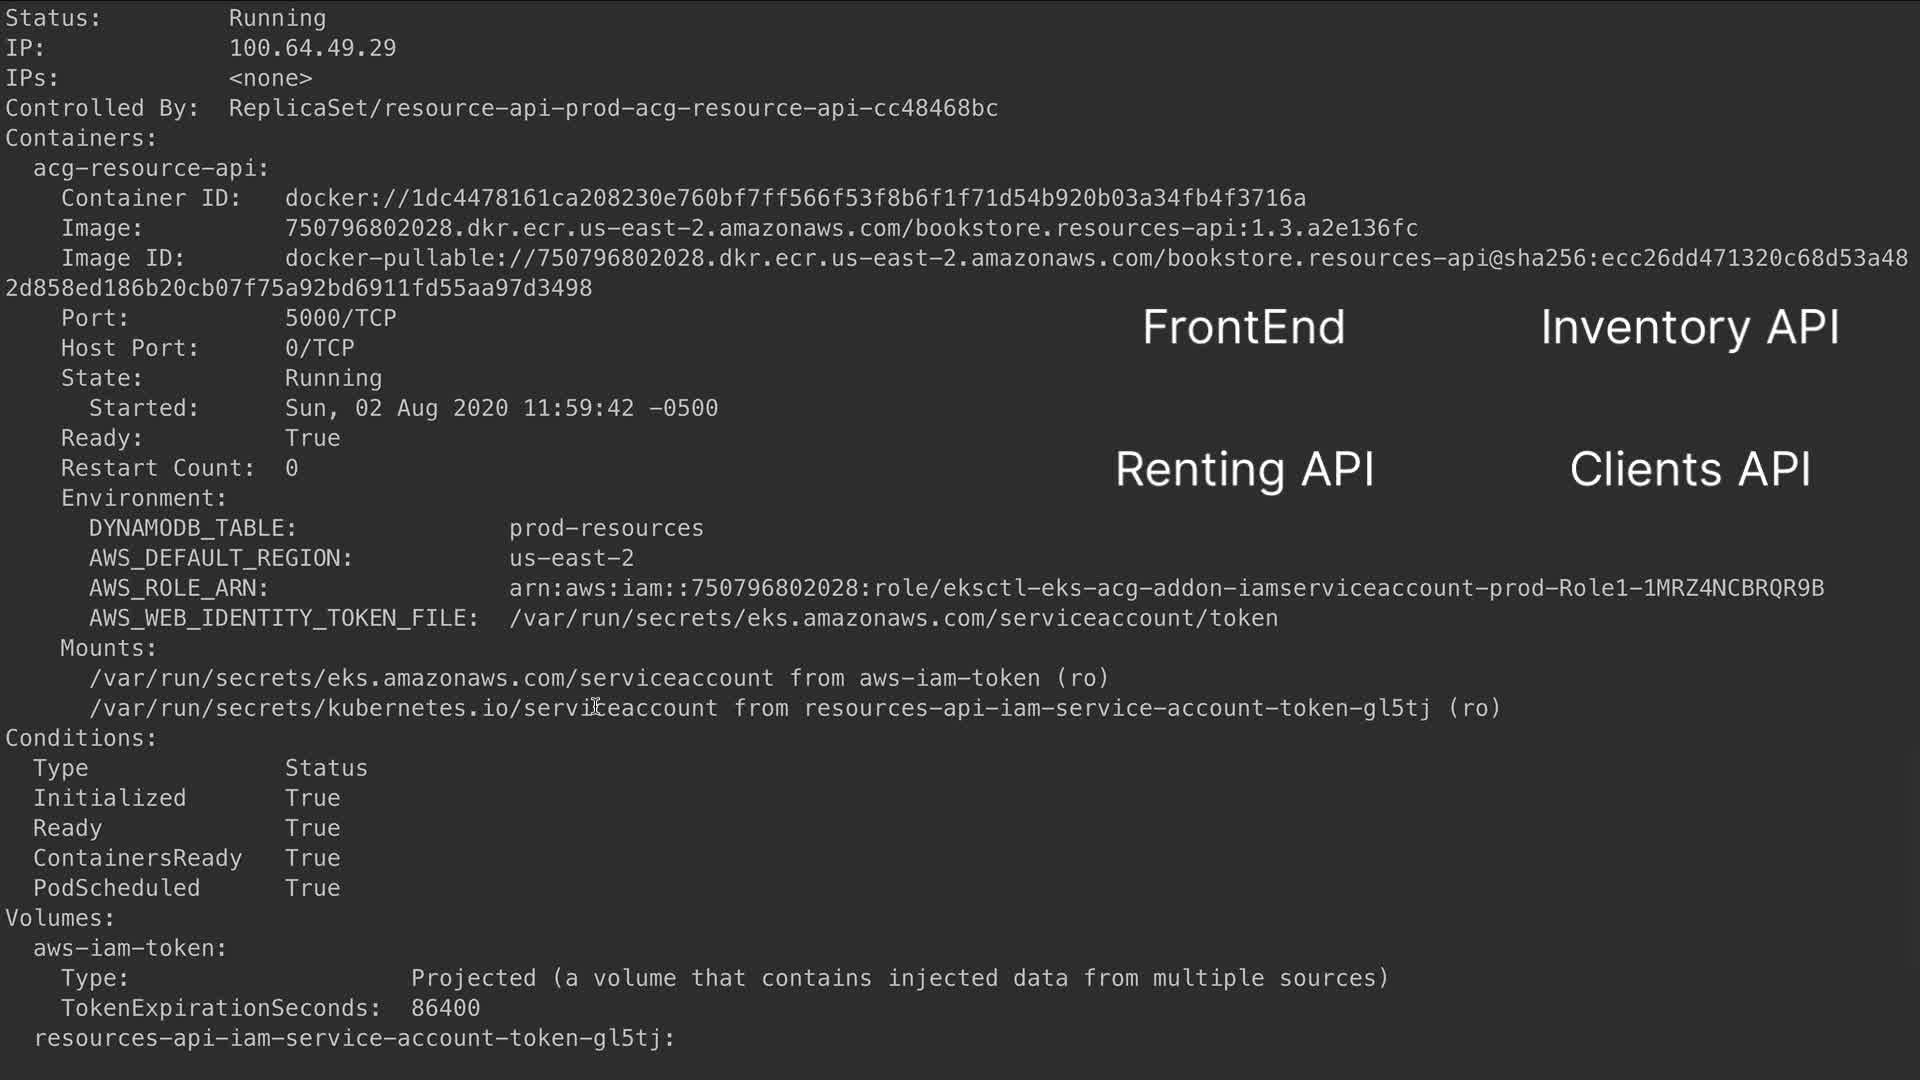 Status:          Running
IP:              100.64.49.29
IPs:             <none>
Controlled By:  ReplicaSet/resource-api-prod-acg-resource-api-cc48468bc
Containers:
  acg-resource-api:
    Container ID:   docker://1dc4478161ca208230e760bf7ff566f53f8b6f1f71d54b920b03a34fb4f3716a
    Image:          750796802028.dkr.ecr.us-east-2.amazonaws.com/bookstore.resources-api:1.3.a2e136fc
    Image ID:       docker-pullable://750796802028.dkr.ecr.us-east-2.amazonaws.com/bookstore.resources-api@sha256:ecc26dd471320c68d53a48
2d858ed186b20cb07f75a92bd6911fd55aa97d3498
    Port:           5000/TCP
    Host Port:      0/TCP
    State:          Running
      Started:      Sun, 02 Aug 2020 11:59:42 -0500
    Ready:          True
    Restart Count:  0
    Environment:
      DYNAMODB_TABLE:               prod-resources
      AWS_DEFAULT_REGION:           us-east-2
      AWS_ROLE_ARN:                 arn:aws:iam::750796802028:role/eksctl-eks-acg-addon-iamserviceaccount-prod-Role1-1MRZ4NCBRQR9B
      AWS_WEB_IDENTITY_TOKEN_FILE:  /var/run/secrets/eks.amazonaws.com/serviceaccount/token
    Mounts:
      /var/run/secrets/eks.amazonaws.com/serviceaccount from aws-iam-token (ro)
      /var/run/secrets/kubernetes.io/serviceaccount from resources-api-iam-service-account-token-gl5tj (ro)
Conditions:
  Type              Status
  Initialized       True
  Ready             True
  ContainersReady   True
  PodScheduled      True
Volumes:
  aws-iam-token:
    Type:                    Projected (a volume that contains injected data from multiple sources)
    TokenExpirationSeconds:  86400
  resources-api-iam-service-account-token-gl5tj:
FrontEnd
Inventory API
Renting API
Clients API